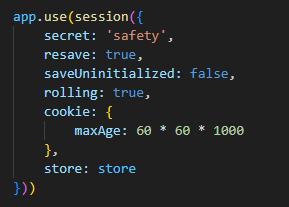 app.use(session({
    secret: 'safety',
    resave: true,
    saveUninitialized: false,
    rolling: true,
    cookie: {
        maxAge: 60 * 60 * 1000
    },
    store: store
}))